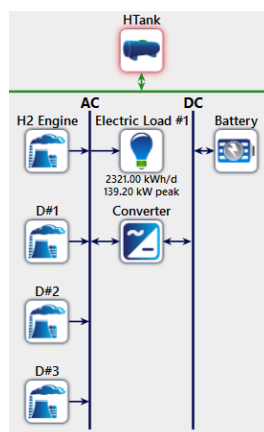 HTank
AC DC
H2 Engine Electric Load #1 Battery
2321.00 kWh/d
139.20 kW peak
D#1 Converter
D#2
D#3